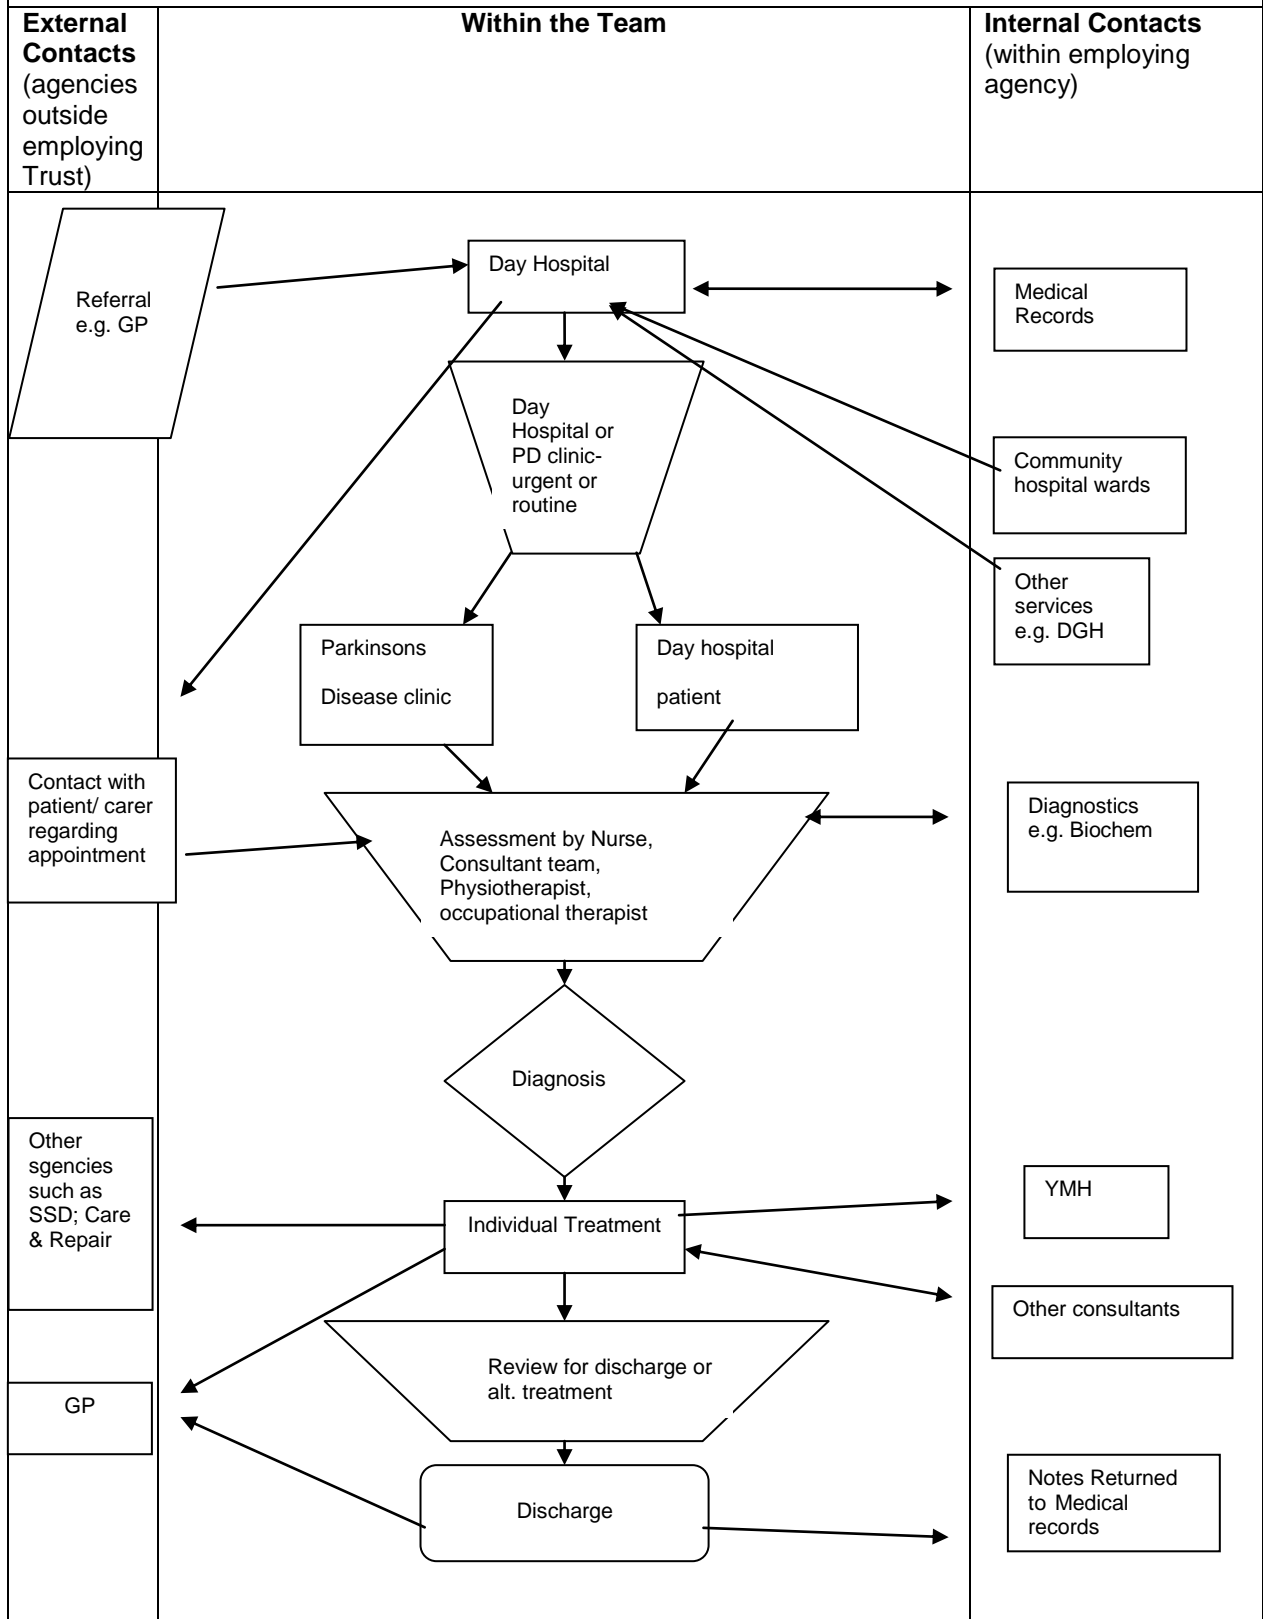 External
Contacts
(agencies
outside
employing
Trust)
Within the Team
Internal Contacts
(within employing
agency)
Referral
e.g. GP
Day Hospital
Medical
Records
Day
Hospital or
PD clinic-
urgent or
routine
Community
hospital wards
Other
services
e.g. DGH
Parkinsons
Disease clinic
Day hospital
patient
Contact with
patient/ carer
regarding
appointment
Assessment by Nurse,
Consultant team,
Physiotherapist,
occupational therapist
Diagnostics
e.g. Biochem
Diagnosis
Other
sgencies
such as
SSD; Care
& Repair
Individual Treatment
YMH
Other consultants
Review for discharge or
alt. treatment
GP
Discharge
Notes Returned
to Medical
records